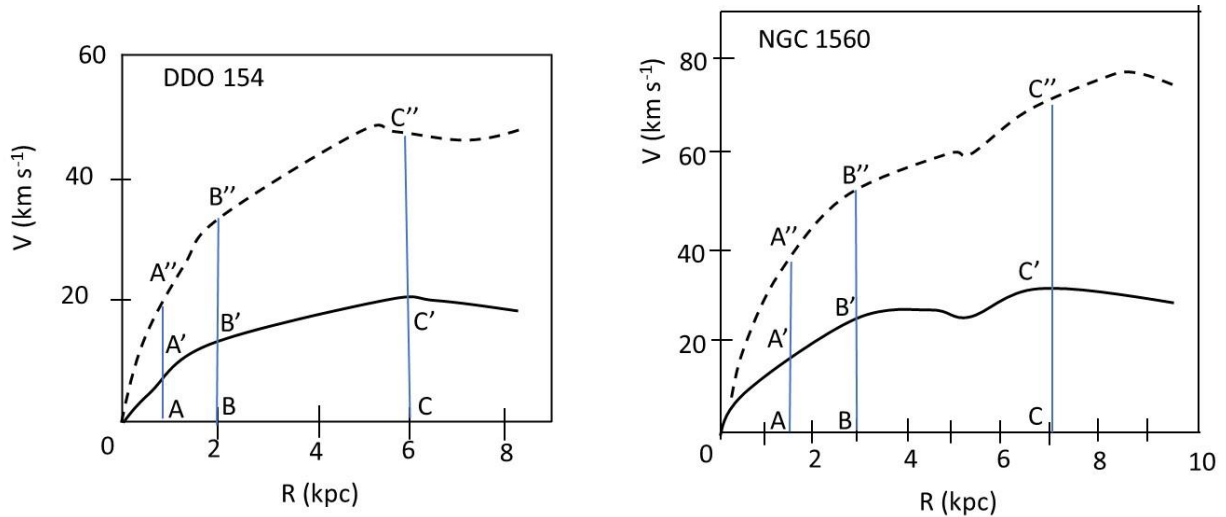 60
DDO 154
C’’
40
B’’
V (km s-1)
A’’
20
B’
A’
C’
A
B
C
0
2
4
6
8
R (kpc)
NGC 1560
80
C’’
V (km s-1)
60
B’’
A’’
40
C’
B’
A’
20
A
B
C
0
2
4
6
8
10
R (kpc)